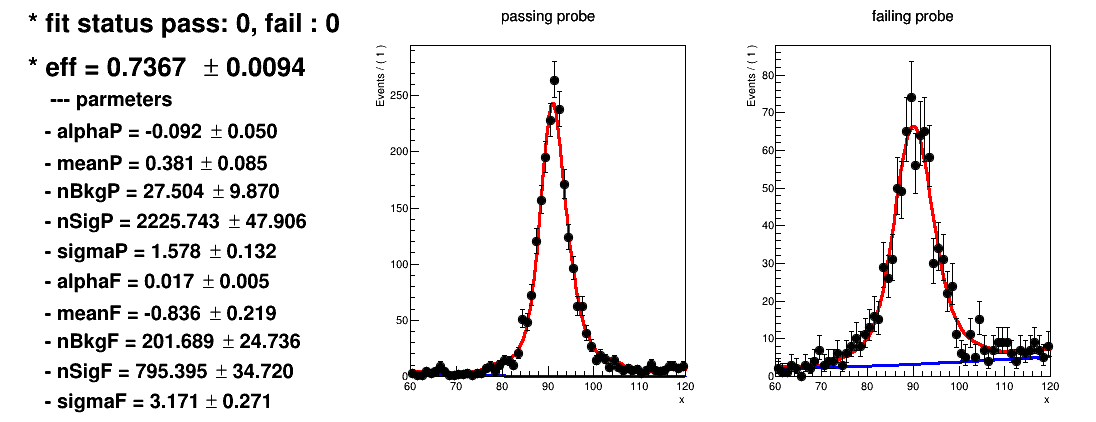 * fit status pass: 0, fail : 0
* eff = 0.7367 ± 0.0094
--- parmeters
- alphaP = -0.092 ± 0.050
- meanP = 0.381 ± 0.085
- nBkgP = 27.504 ± 9.870
- nSigP = 2225.743 ± 47.906
- sigmaP = 1.578 ± 0.132
- alphaF = 0.017 ± 0.005
- meanF = -0.836 ± 0.219
- nBkgF = 201.689 ± 24.736
- nSigF = 795.395 ± 34.720
- sigmaF = 3.171 ± 0.271
passing probe
Events / ( 1 )
250
200
150
100
50
0
60 70 80 90 100 110 120
x
failing probe
Events / ( 1 )
80
70
60
50
40
30
20
10
0
60 70 80 90 100 110 120
x